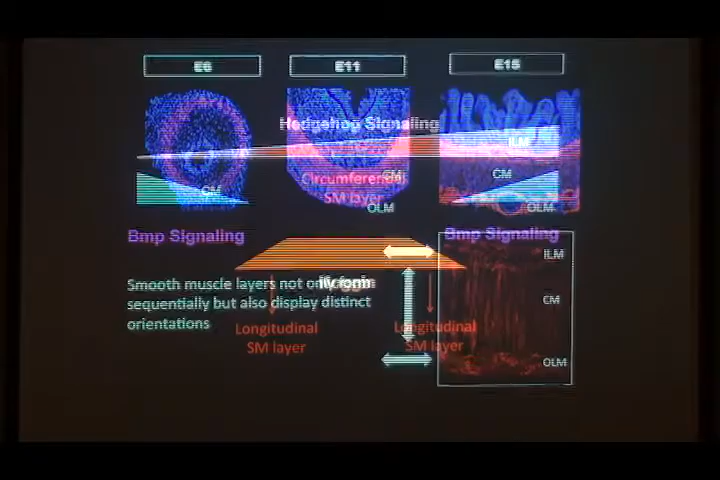 E6
E11
E15
Hedgehog Signaling
ILM
CM
CM
CM
Circumferential
SM layer
OLM
OLM
Bmp Signaling
Bmp Signaling
ILM
Smooth muscle layers not only form
sequentially but also display distinct
orientations
CM
Longitudinal
SM layer
Longitudinal
SM layer
OLM